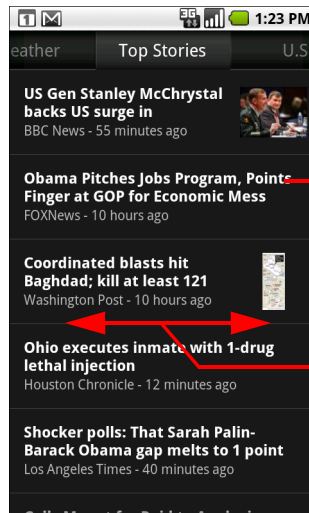 1 3G 1:23 PM
eather Top Stories U.S
US Gen Stanley McChrystal
backs US surge in
BBC News - 55 minutes ago
Obama Pitches Jobs Program, Points
Finger at GOP for Economic Mess
FOXNews - 10 hours ago
Coordinated blasts hit
Baghdad; kill at least 121
Washington Post - 10 hours ago
Ohio executes inmate with 1-drug
lethal injection
Houston Chronicle - 12 minutes ago
Shocker polls: That Sarah Palin-
Barack Obama gap melts to 1 point
Los Angeles Times - 40 minutes ago